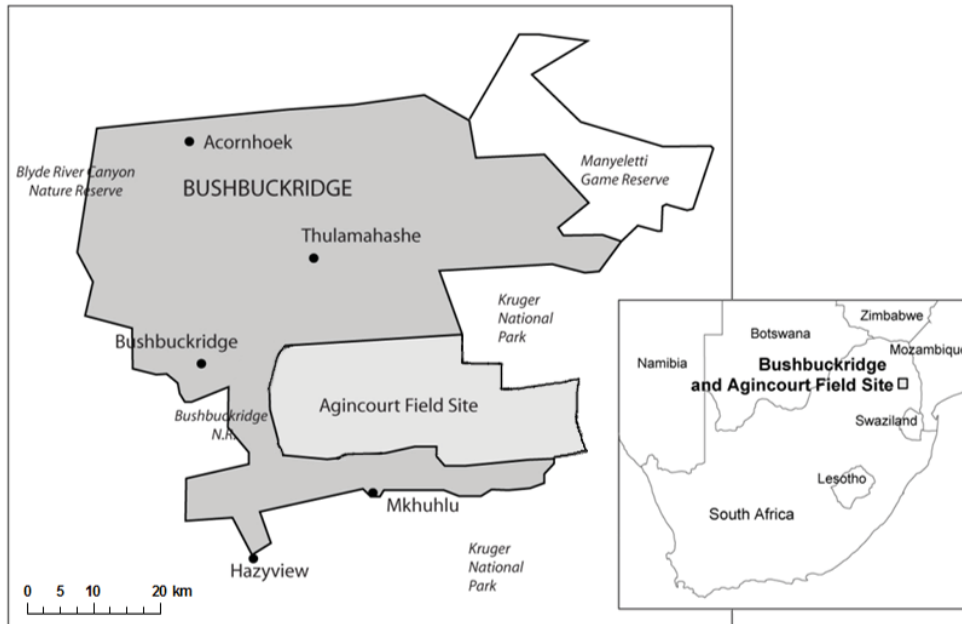 Acornhoek
Blyde River Canyon
Nature Reserve
BUSHBUCKRIDGE
Manyeletti
Game Reserve
Thulamahashe
Kruger
National
Park
Bushbuckridge
Agincourt Field Site
Bushbuckridge
N.R.
Mkhuhlu
Kruger
National
Park
Hazyview
0 5 10 20 km
Zimbabwe
Botswana
Mozambique
Namibia
Bushbuckridge
and Agincourt Field Site
Swaziland
Lesotho
South Africa